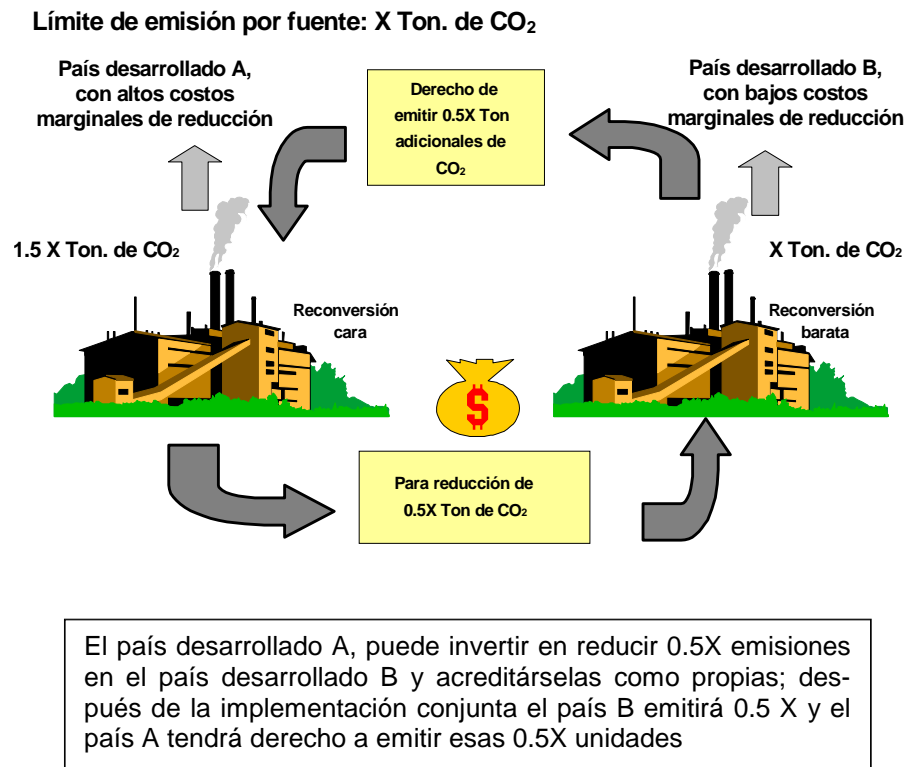 Límite de emisión por fuente: X Ton. de CO₂
País desarrollado A,
con altos costos
marginales de reducción
Derecho de
emitir 0.5X Ton
adicionales de
CO₂
País desarrollado B,
con bajos costos
marginales de reducción
1.5 X Ton. de CO₂
X Ton. de CO₂
Reconversión
cara
Reconversión
barata
$
Para reducción de
0.5X Ton de CO₂
El país desarrollado A, puede invertir en reducir 0.5X emisiones
en el país desarrollado B y acreditárselas como propias; des-
pués de la implementación conjunta el país B emitirá 0.5 X y el
país A tendrá derecho a emitir esas 0.5X unidades